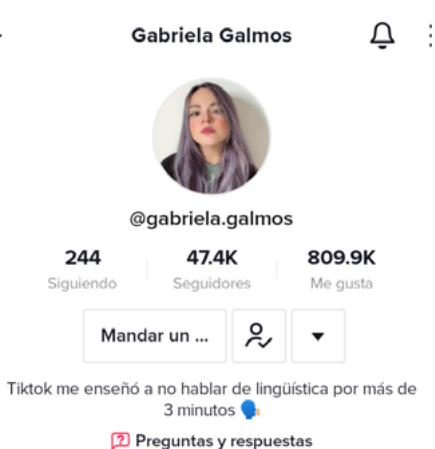 Gabriela Galmos
@gabriela.galmos
244 47.4K 809.9K
Siguiendo Seguidores Me gusta
Mandar un ...
Tiktok me enseñó a no hablar de lingüística por más de
3 minutos 🗣️
Preguntas y respuestas